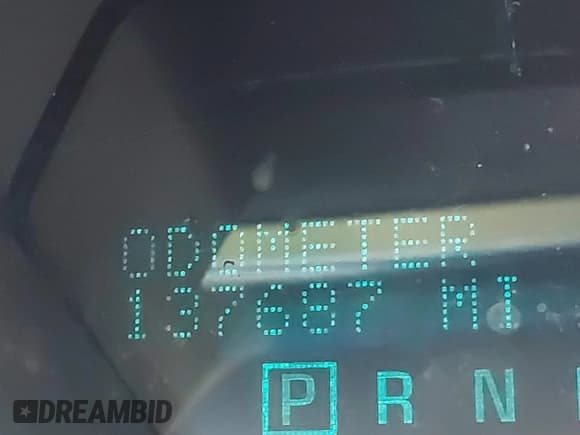 ODOMETER
137687 MI
P R N
DREAMBID